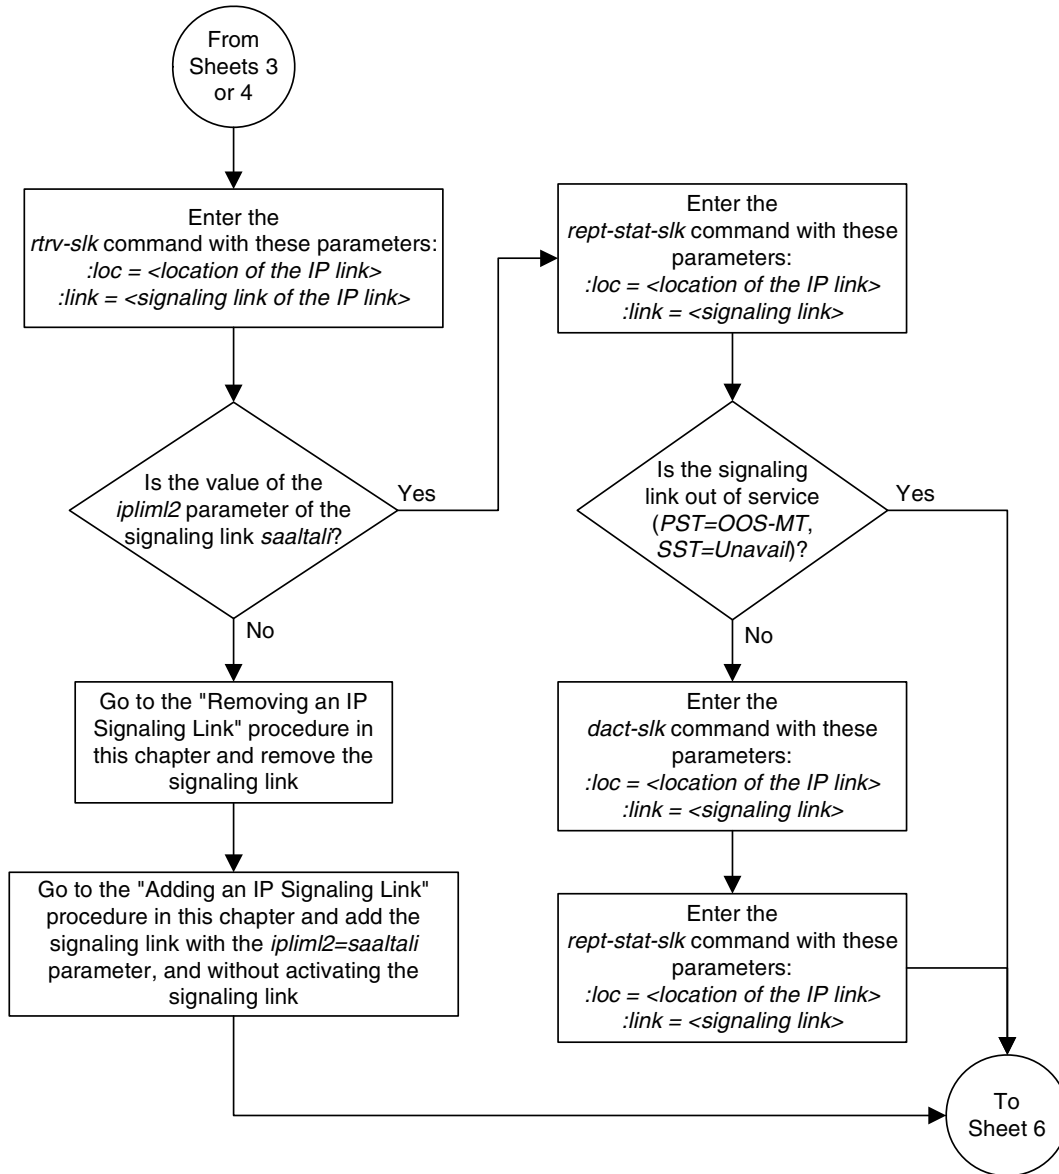 From
Sheets 3
or 4
Enter the
rtrv-slk command with these parameters:
:loc = <location of the IP link>
:link = <signaling link of the IP link>
Is the value of the
ipliml2 parameter of the
signaling link saaltali?
Yes
No
Go to the "Removing an IP
Signaling Link" procedure in
this chapter and remove the
signaling link
Go to the "Adding an IP Signaling Link"
procedure in this chapter and add the
signaling link with the ipliml2=saaltali
parameter, and without activating the
signaling link
Enter the
rept-stat-slk command with these
parameters:
:loc = <location of the IP link>
:link = <signaling link>
Is the signaling
link out of service
(PST=OOS-MT,
SST=Unavail)?
Yes
No
Enter the
dact-slk command with these
parameters:
:loc = <location of the IP link>
:link = <signaling link>
Enter the
rept-stat-slk command with these
parameters:
:loc = <location of the IP link>
:link = <signaling link>
To
Sheet 6